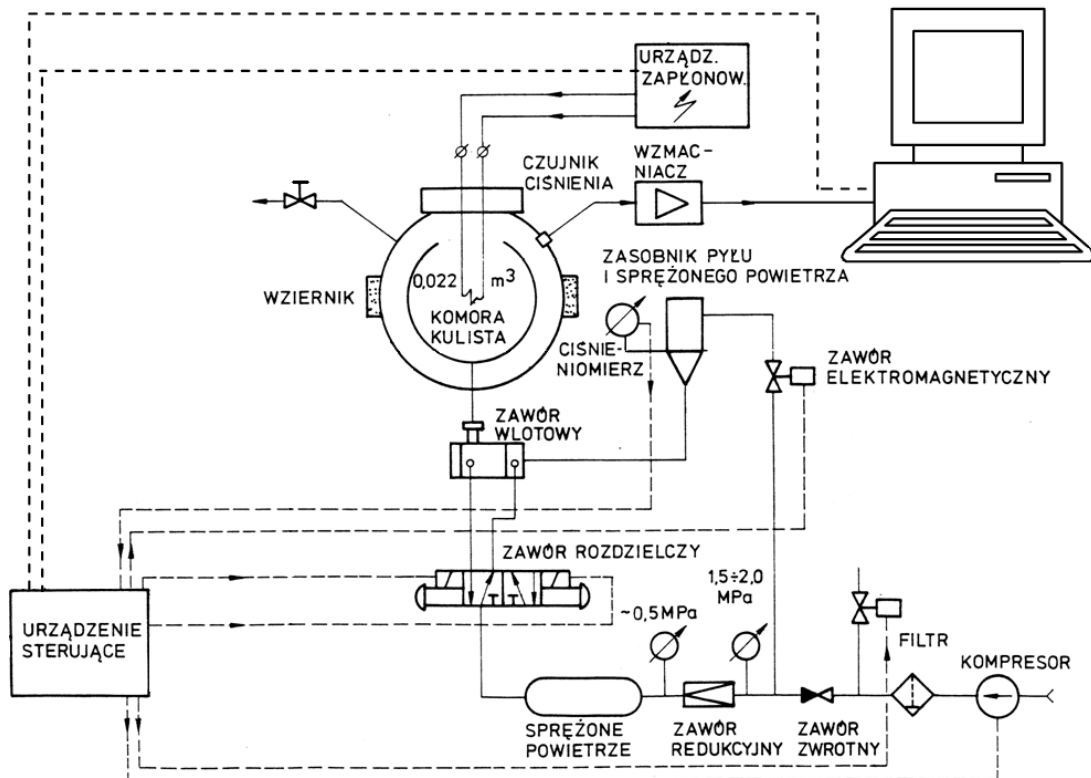 URZĄDZ.
ZAPŁONOW.
CZUJNIK
CIŚNIENIA
WZMAC-
NIACZ
ZASOBNIK PYŁU
I SPRĘŻONEGO POWIETRZA
WZIERNIK
0,022 m³
KOMORA
KULISTA
CIŚNIE-
NIOMIERZ
ZAWÓR
ELEKTROMAGNETYCZNY
ZAWÓR
WLOTOWY
ZAWÓR ROZDZIELCZY
1,5÷2,0
MPa
~0,5MPa
URZĄDZENIE
STERUJĄCE
FILTR
KOMPRESOR
SPRĘŻONE
POWIETRZE
ZAWÓR
REDUKCYJNY
ZAWÓR
ZWROTNY